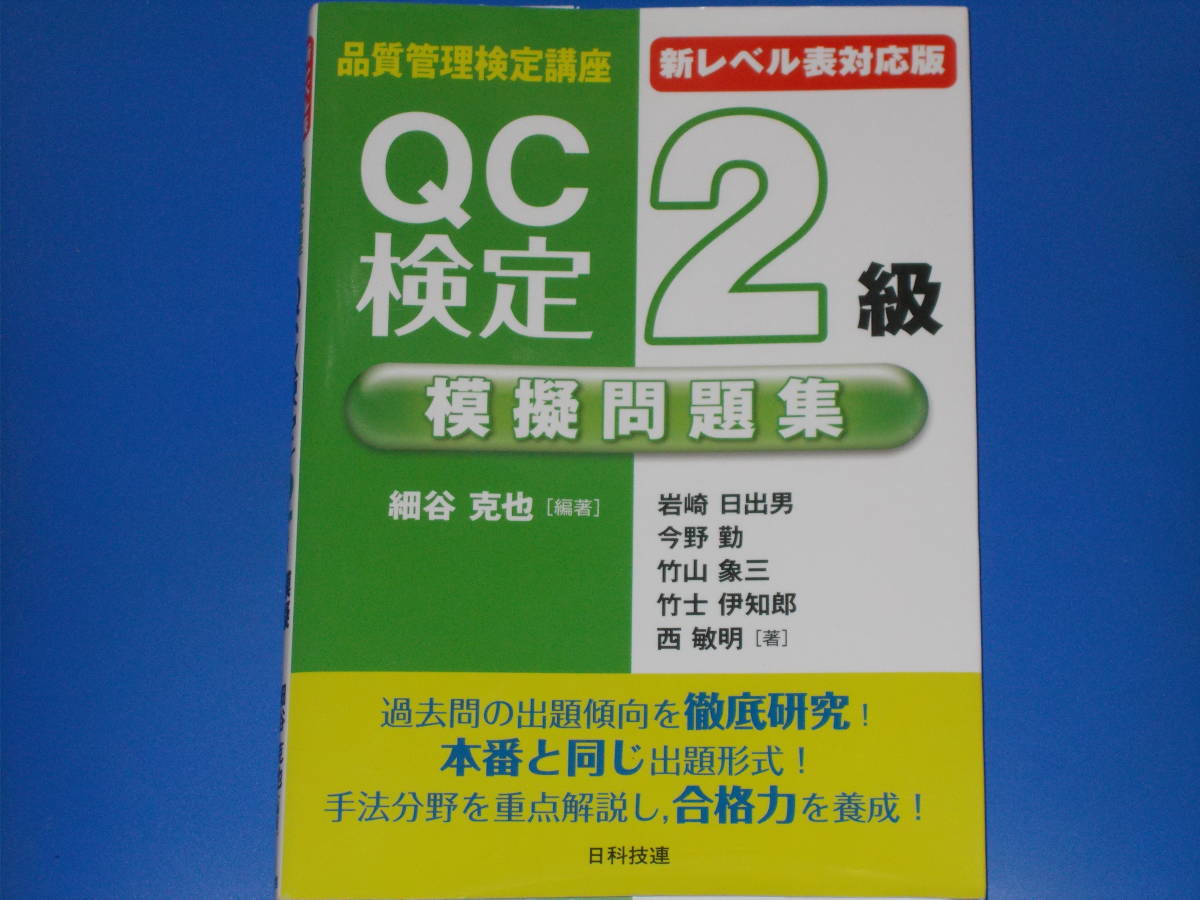 品質管理検定講座
新レベル表対応版
QC
検定
2級
模擬問題集
細谷 克也 [編著]
岩崎 日出男
今野 勤
竹山 象三
竹士 伊知郎
西 敏明 [著]
過去問の出題傾向を徹底研究!
本番と同じ出題形式!
手法分野を重点解説し,合格力を養成!
日科技連